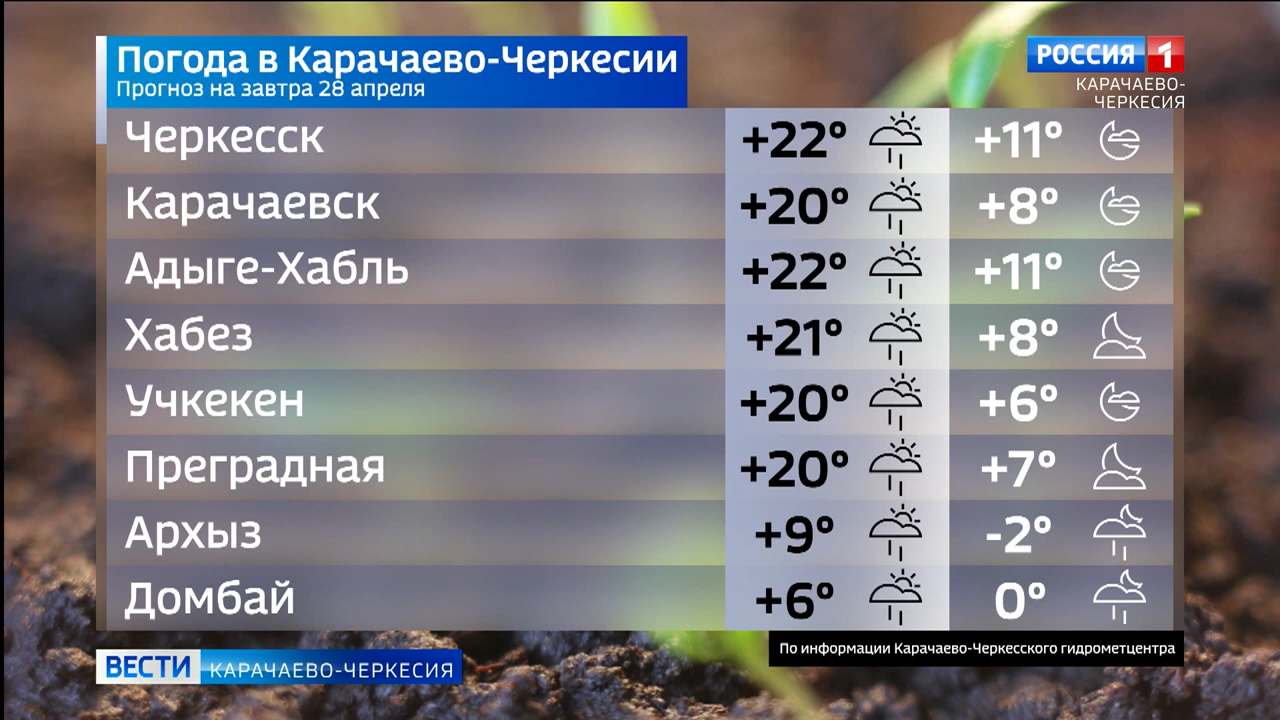 Погода в Карачаево-Черкесии
Прогноз на завтра 28 апреля
РОССИЯ 1
КАРАЧАЕВО-
ЧЕРКЕСИЯ
Черкесск +22° +11°
Карачаевск +20° +8°
Адыге-Хабль +22° +11°
Хабез +21° +8°
Учкекен +20° +6°
Преградная +20° +7°
Архыз +9° -2°
Домбай +6° 0°
По информации Карачаево-Черкесского гидрометцентра
ВЕСТИ КАРАЧАЕВО-ЧЕРКЕСИЯ